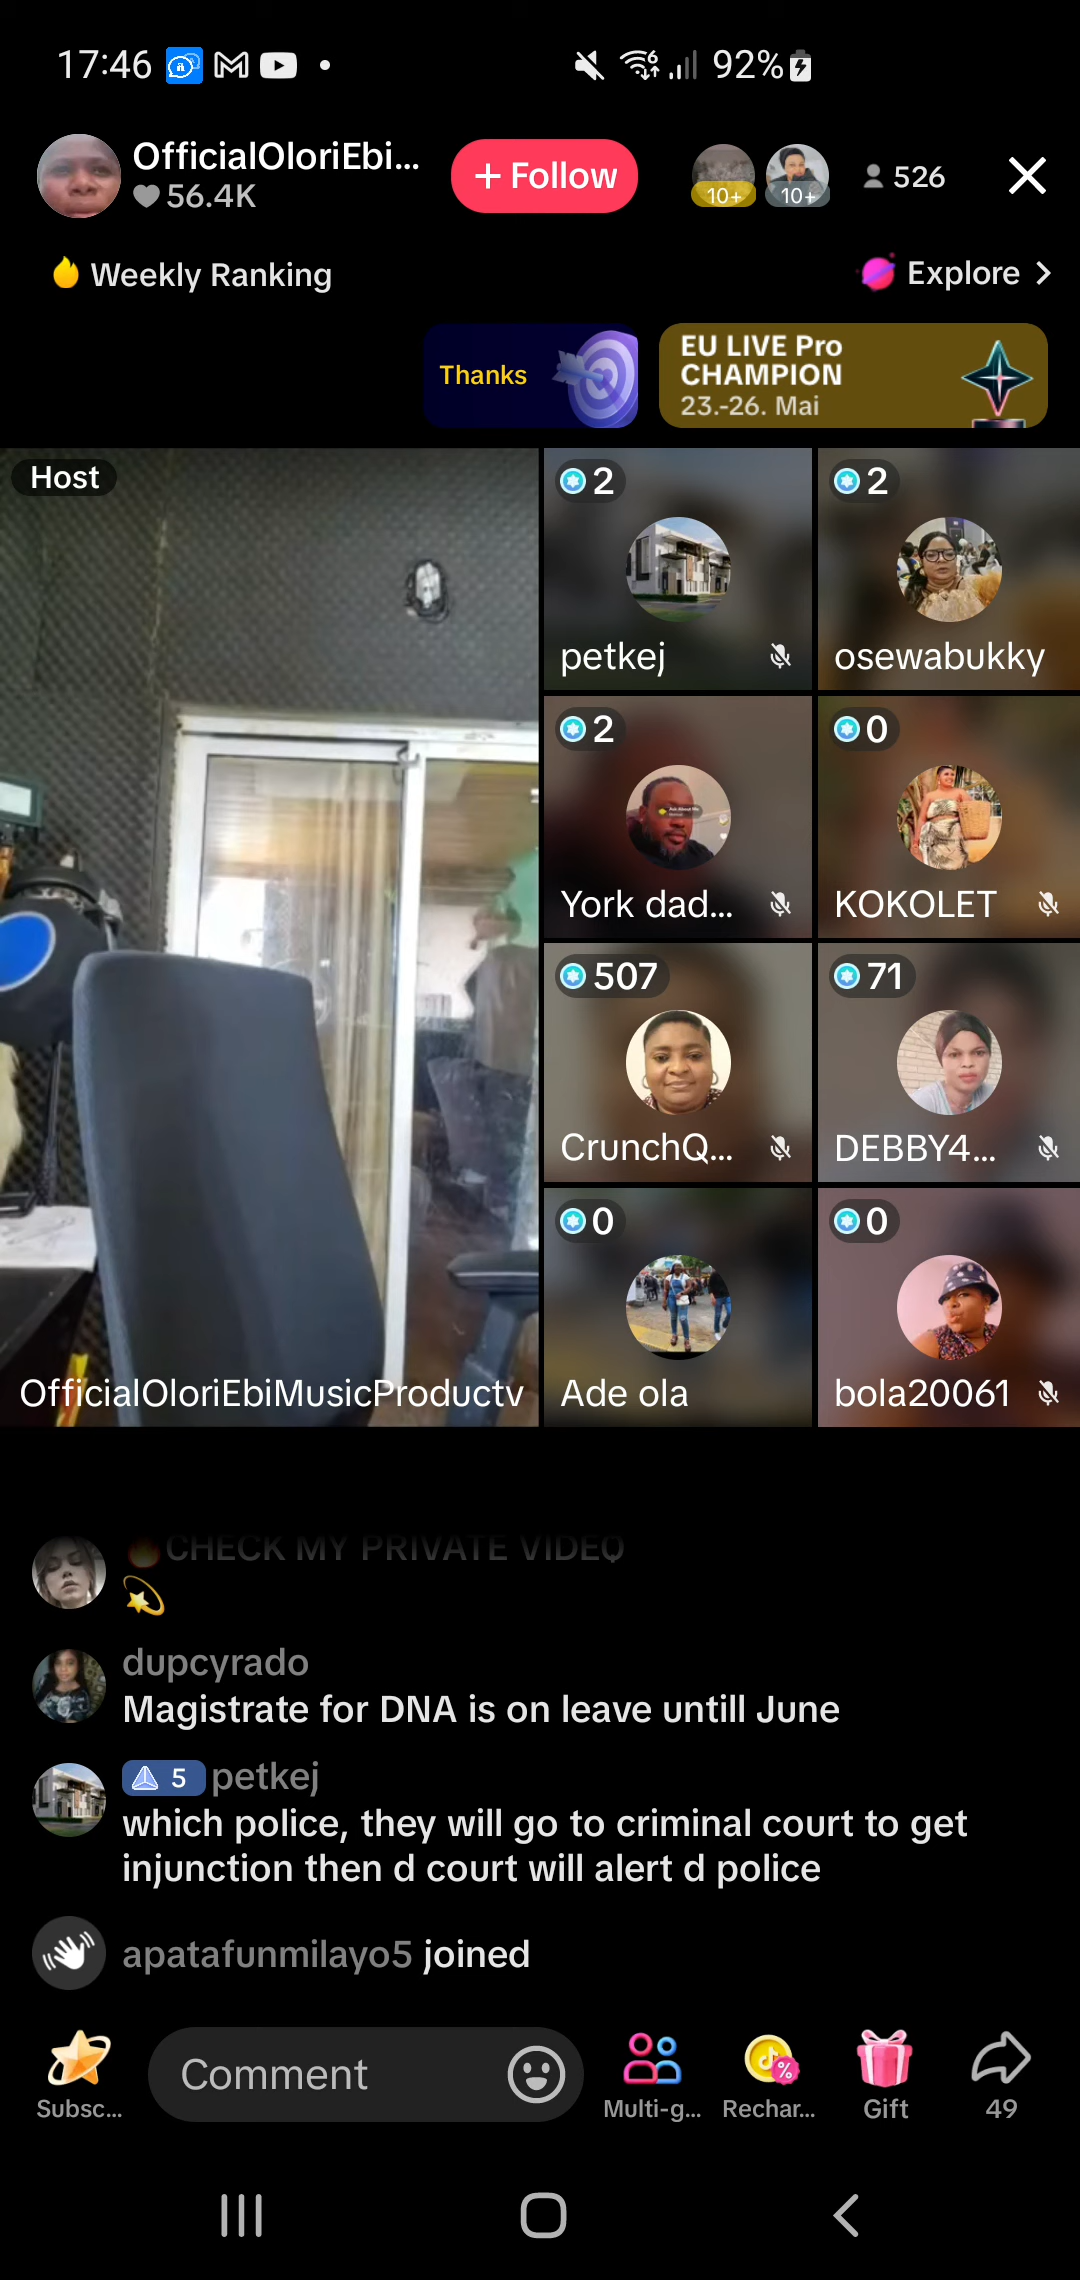 17:46
92%
OfficialOloriEbi...
56.4K
+ Follow
10+
10+
526
Weekly Ranking
Explore >
Thanks
EU LIVE Pro
CHAMPION
23.-26. Mai
Host
2
petkej
2
osewabukky
2
York dad...
0
KOKOLET
507
CrunchQ...
71
DEBBY4...
0
Ade ola
0
bola20061
OfficialOloriEbiMusicProductv
CHECK MY PRIVATE VIDEO
dupcyrado
Magistrate for DNA is on leave untill June
5 petkej
which police, they will go to criminal court to get
injunction then d court will alert d police
apatafunmilayo5 joined
Comment
Subsc...
Multi-g...
Rechar...
Gift
49